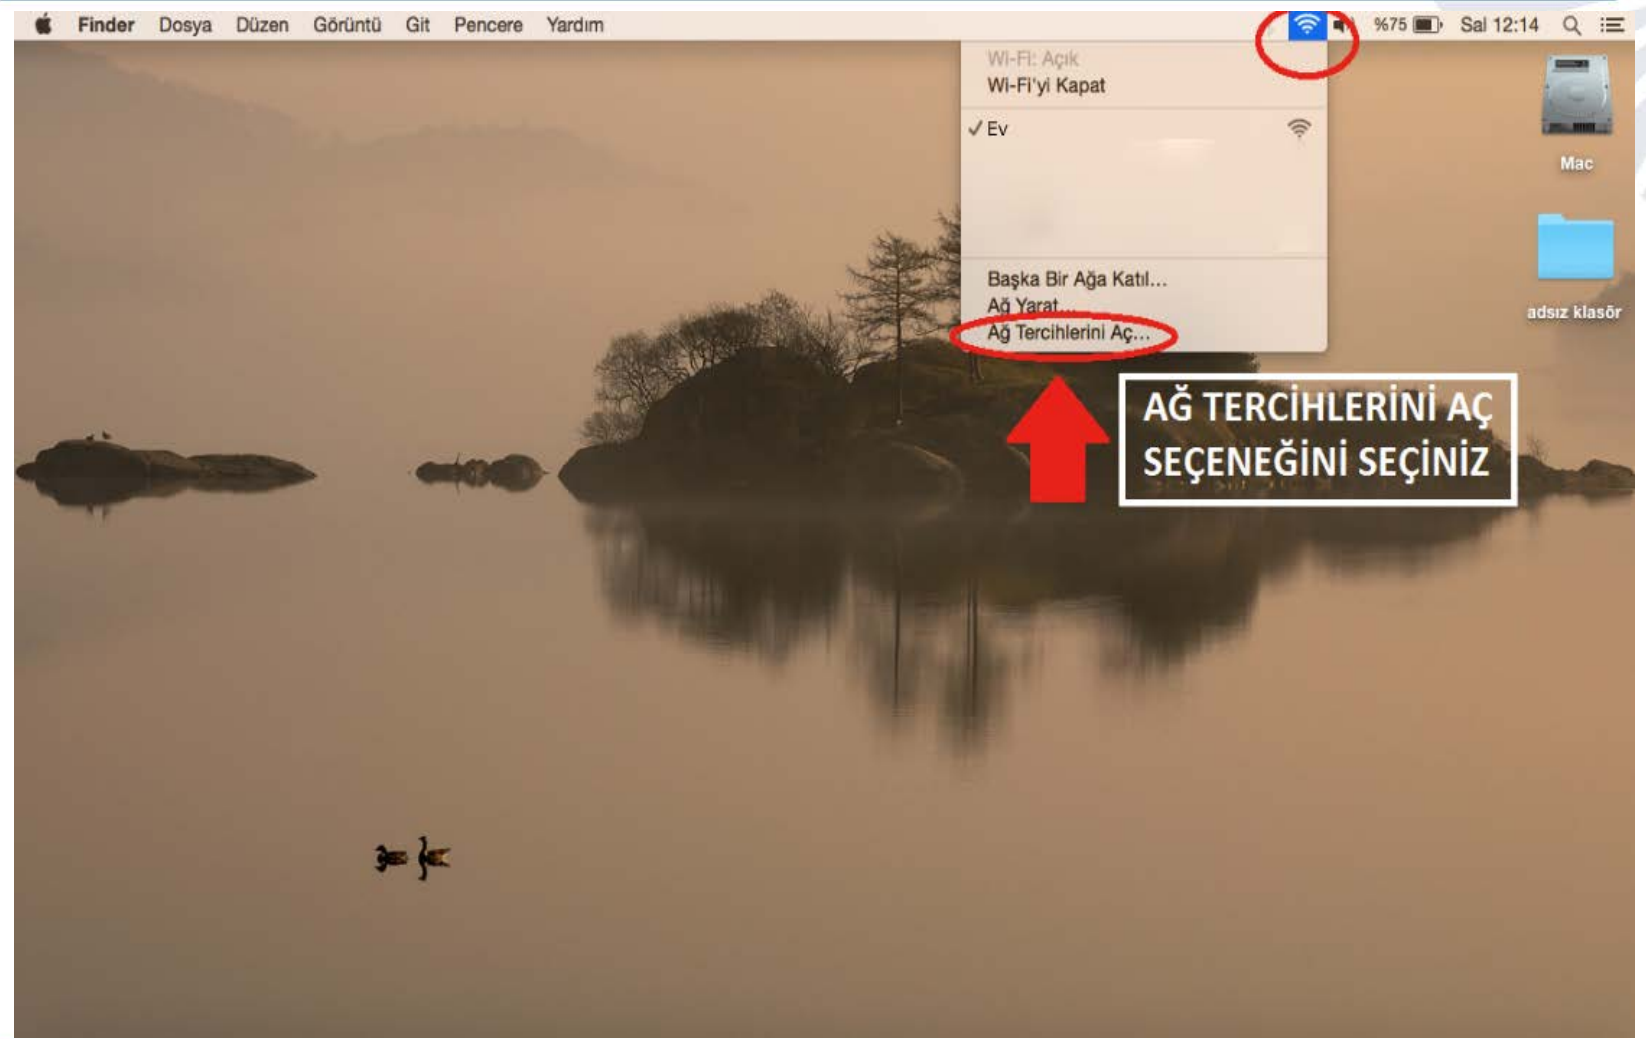 Finder Dosya Düzen Görüntü Git Pencere Yardım %75 Sal 12:14
Wi-Fi: Açık
Wi-Fi'yi Kapat
Ev
Başka Bir Ağa Katıl...
Ağ Yarat...
Ağ Tercihlerini Aç...
Mac
adsız klasör
AĞ TERCİHLERİNİ AÇ
SEÇENEĞİNİ SEÇİNİZ